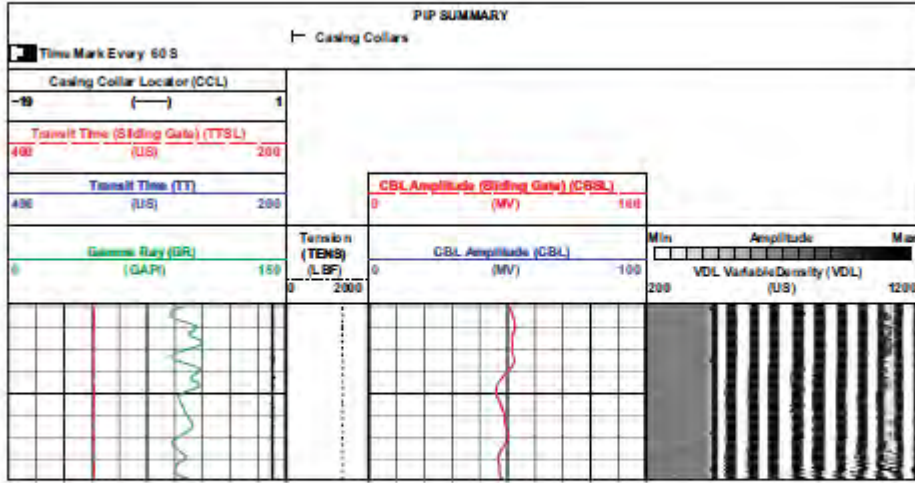 PIP SUMMARY
Casing Collars
Time Mark Every 60 S
Casing Collar Locator (CCL)
-19 (——) 1
Transit Time (Sliding Gate) (TTSL)
400 (US) 200
Transit Time (TT)
400 (US) 200
Gamma Ray (GR)
0 (GAPI) 150
Tension
(TENS)
(LBF)
0 2000
CBL Amplitude (Sliding Gate) (CBSL)
0 (MV) 100
CBL Amplitude (CBL)
0 (MV) 100
Min Amplitude Max
VDL VariableDensity (VDL)
200 (US) 1200